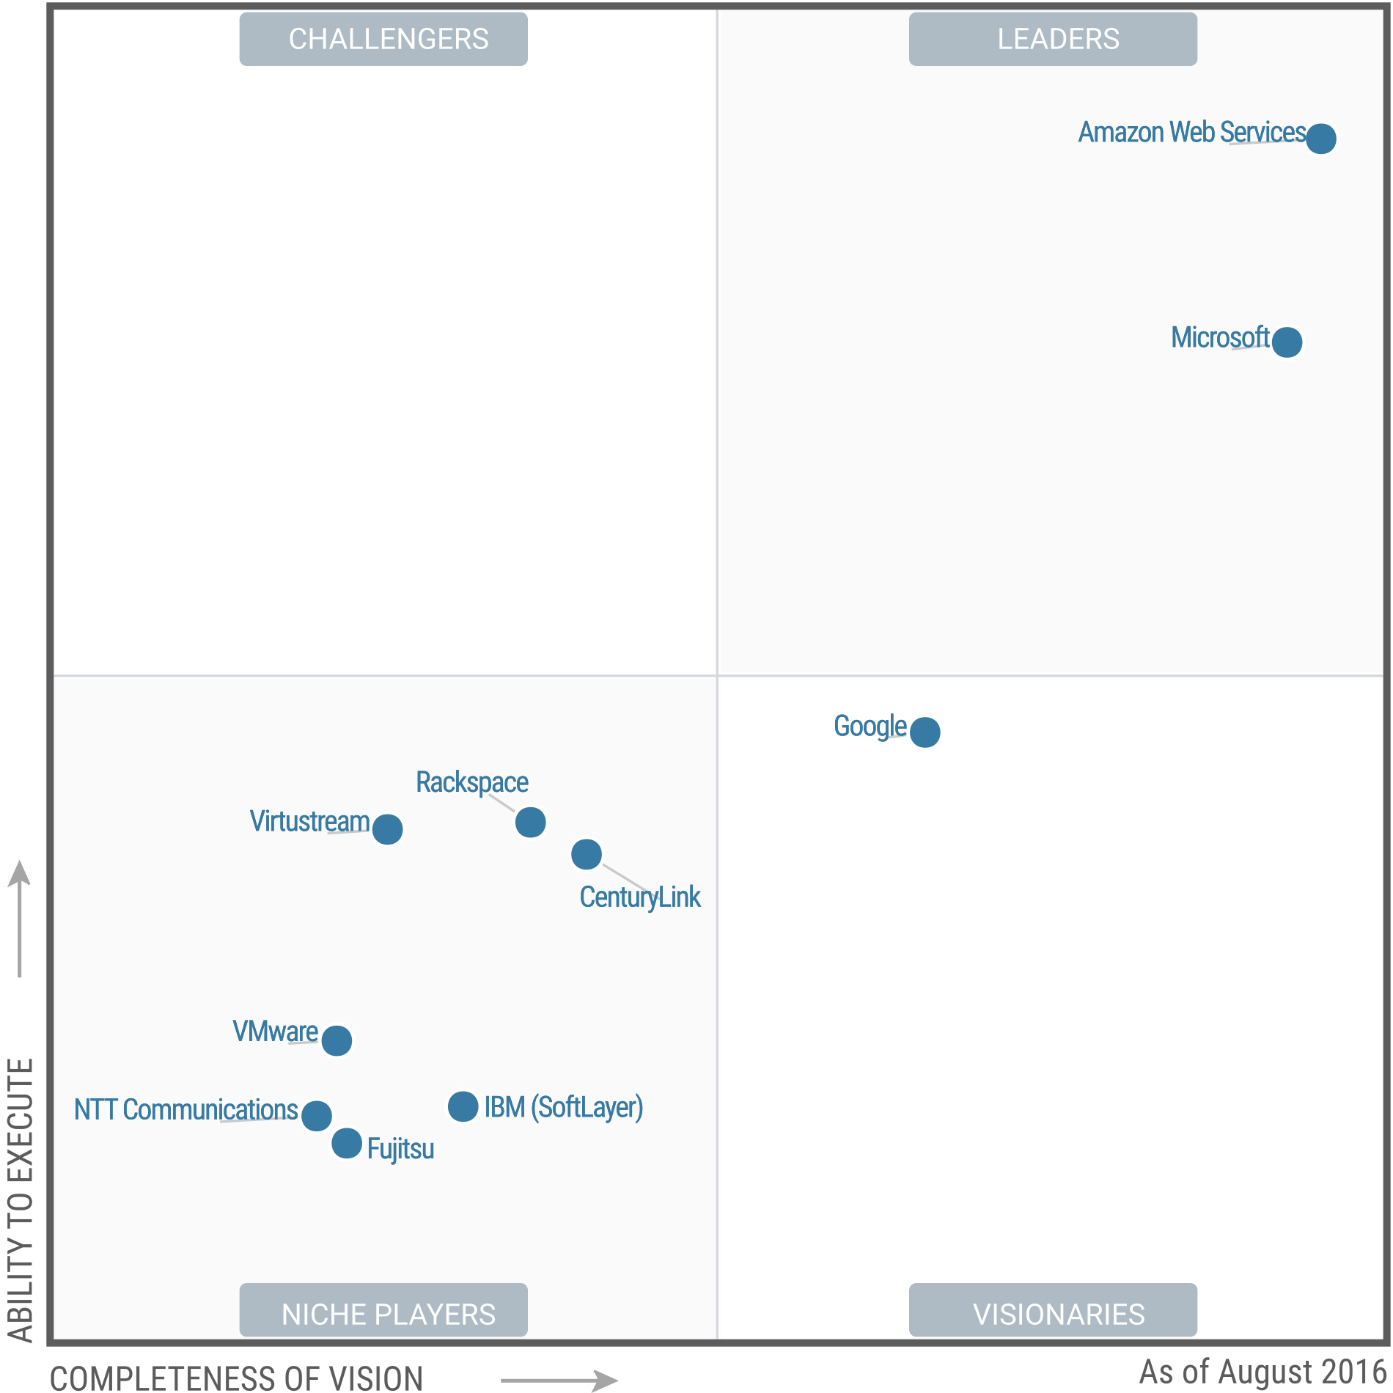 CHALLENGERS
LEADERS
Amazon Web Services
Microsoft
Google
Rackspace
Virtustream
CenturyLink
VMware
NTT Communications
IBM (SoftLayer)
Fujitsu
NICHE PLAYERS
VISIONARIES
ABILITY TO EXECUTE
COMPLETENESS OF VISION
As of August 2016